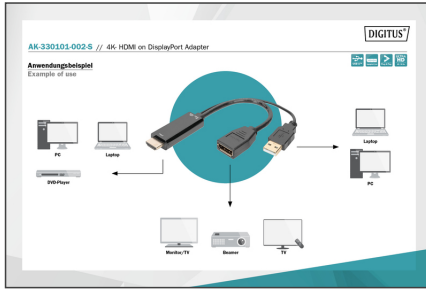 DIGITUS®
AK-330101-002-S // 4K- HDMI on DisplayPort Adapter
Anwendungsbeispiel
Example of use
HD
PC
Laptop
DVD-Player
Laptop
PC
Monitor/TV
Beamer
TV